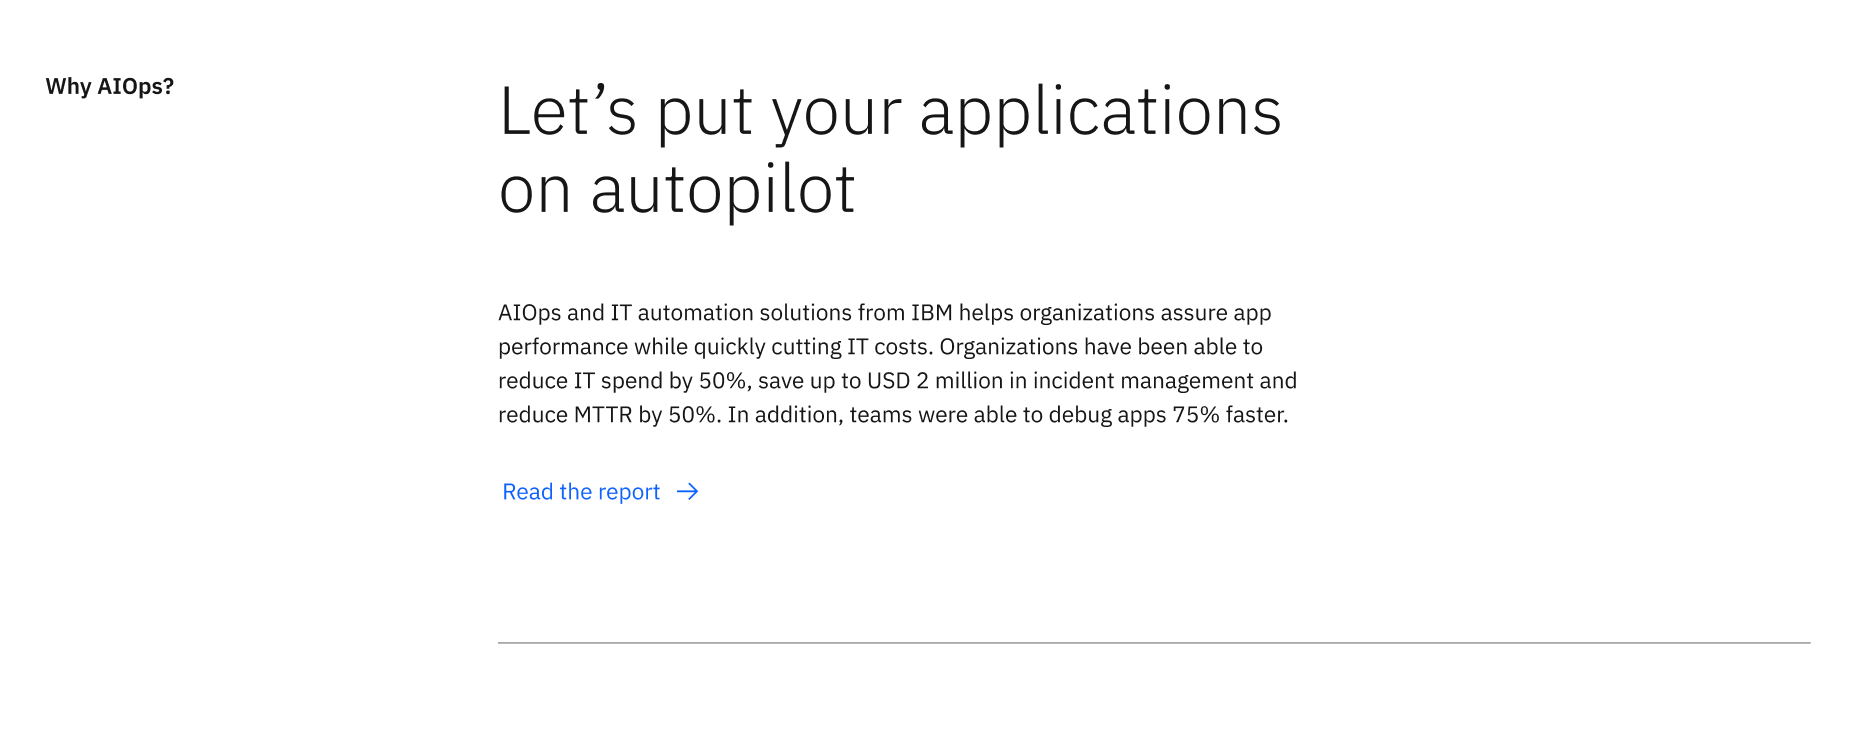 Why AIOps?
Let’s put your applications
on autopilot
AIOps and IT automation solutions from IBM helps organizations assure app
performance while quickly cutting IT costs. Organizations have been able to
reduce IT spend by 50%, save up to USD 2 million in incident management and
reduce MTTR by 50%. In addition, teams were able to debug apps 75% faster.
Read the report →